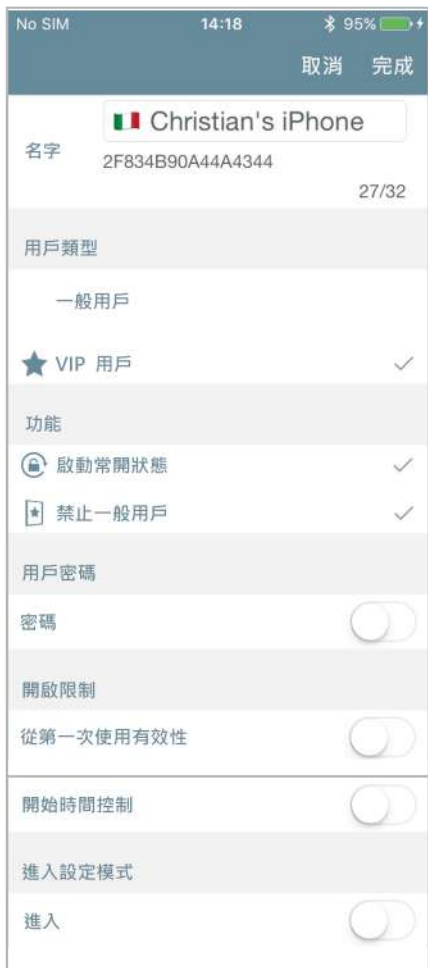 No SIM 14:18 95%
取消 完成
名字 🇮🇹 Christian's iPhone
2F834B90A44A4344
27/32
用戶類型
一般用戶
VIP 用戶
功能
啟動常開狀態
禁止一般用戶
用戶密碼
密碼
開啟限制
從第一次使用有效性
開始時間控制
進入設定模式
進入